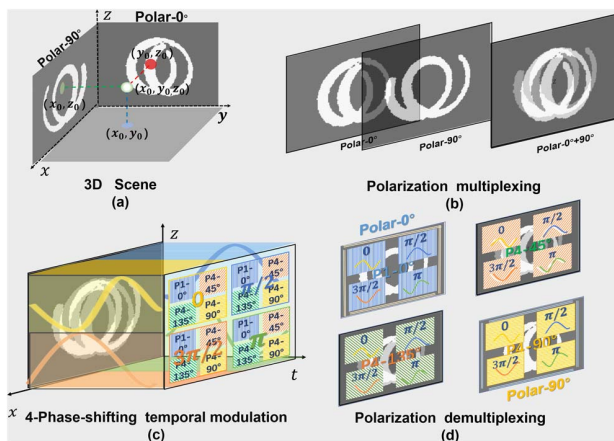 Polar-0°
Polar-90°
z
(y₀,z₀)
(x₀,z₀)
(x₀,y₀,z₀)
(x₀,y₀)
y
x
3D Scene
(a)
Polar-0°
Polar-90°
Polar-0°+90°
Polarization multiplexing
(b)
z
P1-0°
P4-45°
P1-0°
P4-45°
0
π/2
P4-135°
P4-90°
P4-135°
P4-90°
P1-0°
P4-45°
P1-0°
P4-45°
3π/2
π
P4-135°
P4-90°
P4-135°
P4-90°
t
x
4-Phase-shifting temporal modulation
(c)
Polar-0°
0
π/2
3π/2
π
0
π/2
P4-45°
3π/2
π
0
π/2
3π/2
π
0
π/2
3π/2
π
Polar-90°
Polarization demultiplexing
(d)